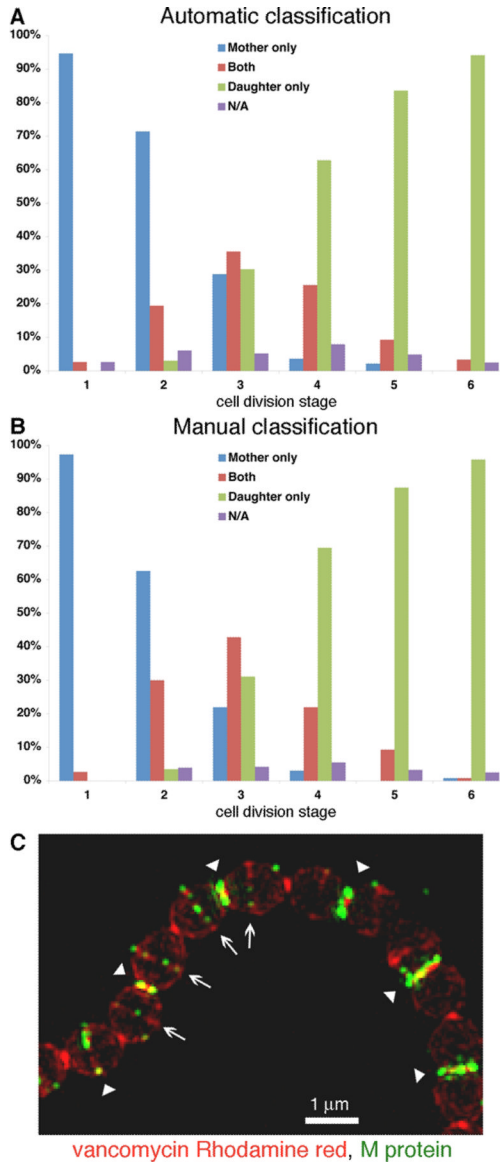 A
Automatic classification
100%
90%
80%
70%
60%
50%
40%
30%
20%
10%
0%
Mother only
Both
Daughter only
N/A
1 2 3 4 5 6
cell division stage
B
Manual classification
100%
90%
80%
70%
60%
50%
40%
30%
20%
10%
0%
Mother only
Both
Daughter only
N/A
1 2 3 4 5 6
cell division stage
C
1 μm
vancomycin Rhodamine red, M protein